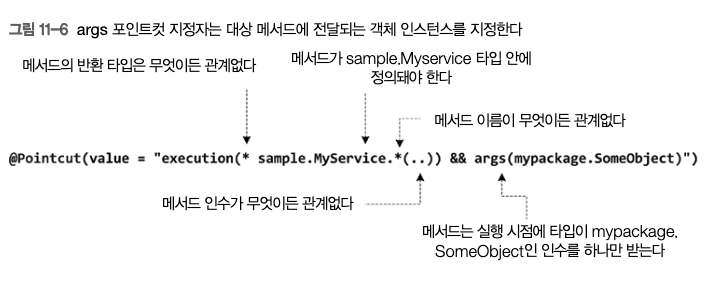 그림 11-6 args 포인트컷 지정자는 대상 메서드에 전달되는 객체 인스턴스를 지정한다
메서드의 반환 타입은 무엇이든 관계없다
메서드가 sample.Myservice 타입 안에
정의돼야 한다
메서드 이름이 무엇이든 관계없다
@Pointcut(value = "execution(* sample.MyService.*(..)) && args(mypackage.SomeObject)")
메서드 인수가 무엇이든 관계없다
메서드는 실행 시점에 타입이 mypackage.
SomeObject인 인수를 하나만 받는다